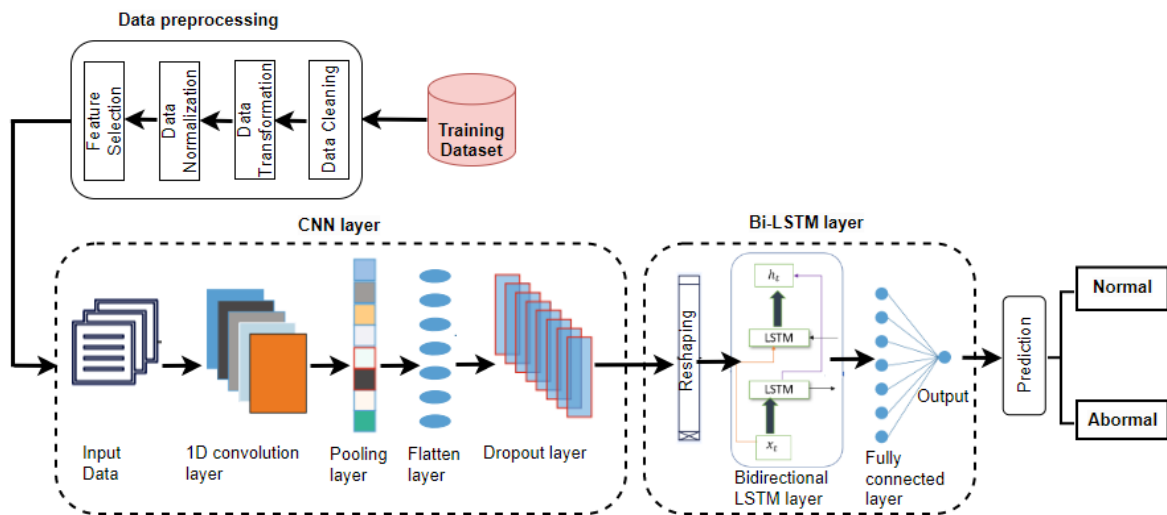 Data preprocessing
Feature
Selection
Data
Normalization
Data
Transformation
Data Cleaning
Training
Dataset
CNN layer
Bi-LSTM layer
Input
Data
1D convolution
layer
Pooling
layer
Flatten
layer
Dropout layer
Reshaping
h_t
LSTM
LSTM
x_t
Bidirectional
LSTM layer
Output
Fully
connected
layer
Prediction
Normal
Abormal